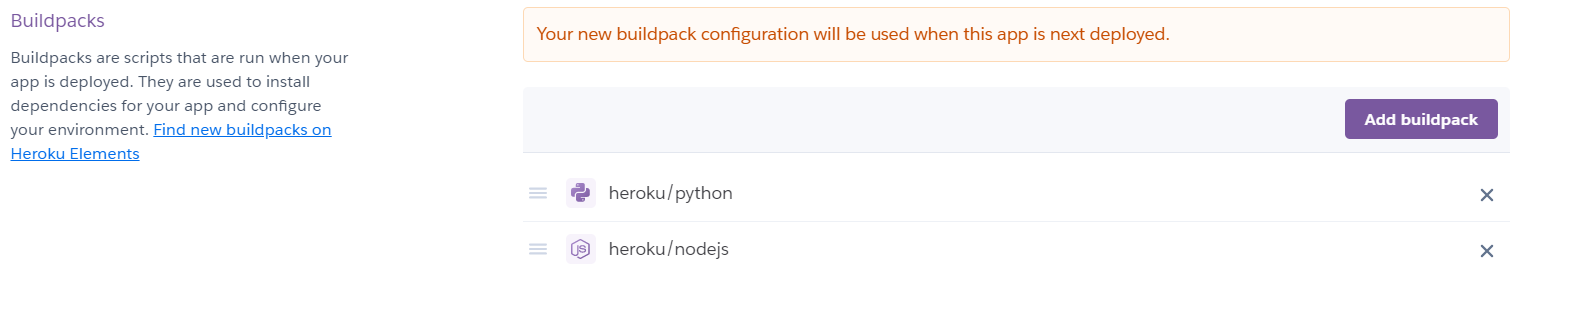 Buildpacks
Buildpacks are scripts that are run when your
app is deployed. They are used to install
dependencies for your app and configure
your environment. Find new buildpacks on
Heroku Elements
Your new buildpack configuration will be used when this app is next deployed.
Add buildpack
heroku/python
JS heroku/nodejs